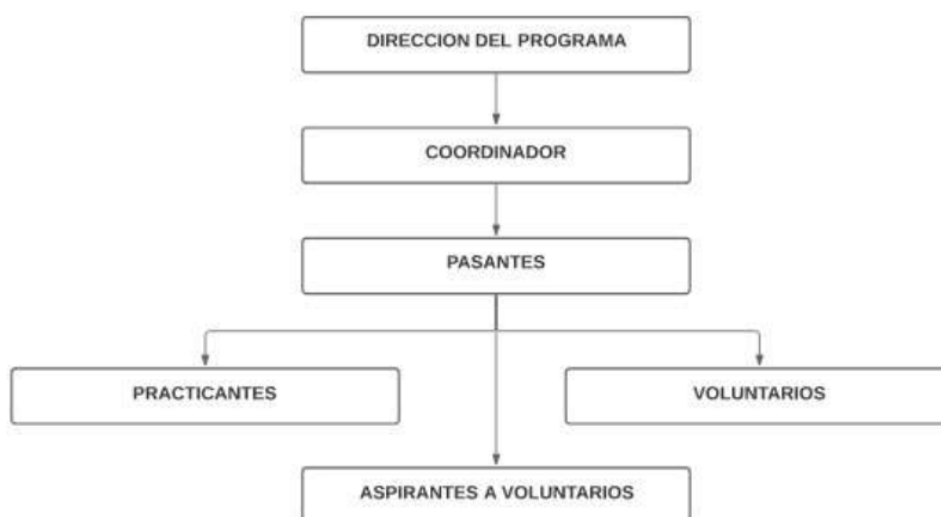 DIRECCION DEL PROGRAMA
COORDINADOR
PASANTES
PRACTICANTES
VOLUNTARIOS
ASPIRANTES A VOLUNTARIOS